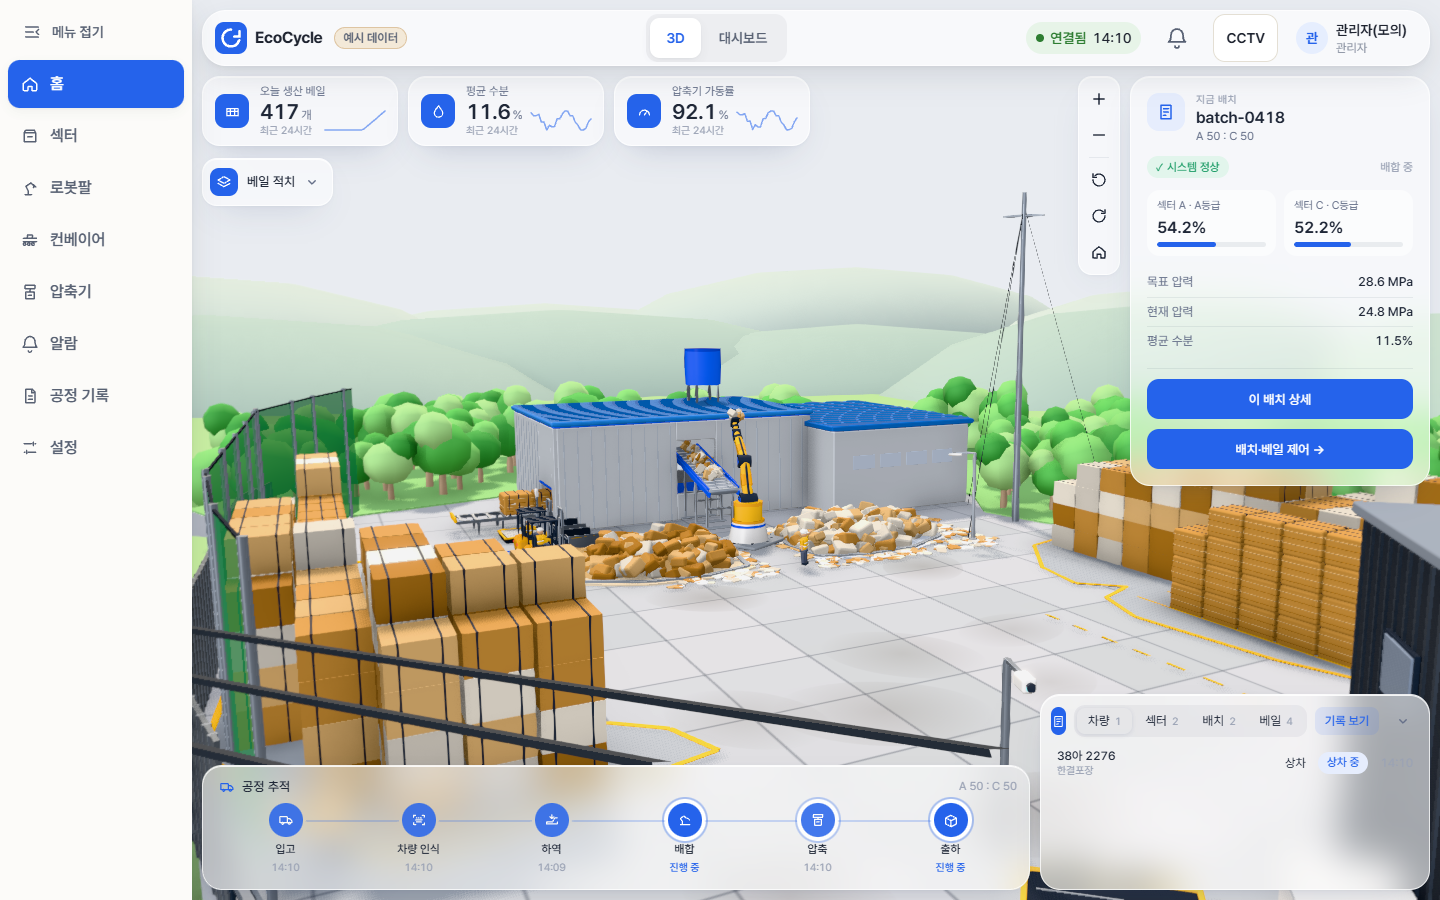 메뉴 접기
홈
섹터
로봇팔
컨베이어
압축기
알람
공정 기록
설정
EcoCycle
예시 데이터
3D
대시보드
연결됨 14:10
CCTV
관
관리자(모의)
관리자
오늘 생산 베일
417 개
최근 24시간
평균 수분
11.6 %
최근 24시간
압축기 가동률
92.1 %
최근 24시간
베일 적치
지금 배치
batch-0418
A 50 : C 50
✓ 시스템 정상
배합 중
섹터 A · A등급
54.2%
섹터 C · C등급
52.2%
목표 압력 28.6 MPa
현재 압력 24.8 MPa
평균 수분 11.5%
이 배치 상세
배치·베일 제어 →
공정 추적
A 50 : C 50
입고
14:10
차량 인식
14:10
하역
14:09
배합
진행 중
압축
14:10
출하
진행 중
차량 1
섹터 2
배치 2
베일 4
기록 보기
38아 2276
한결포장
상차
상차 중